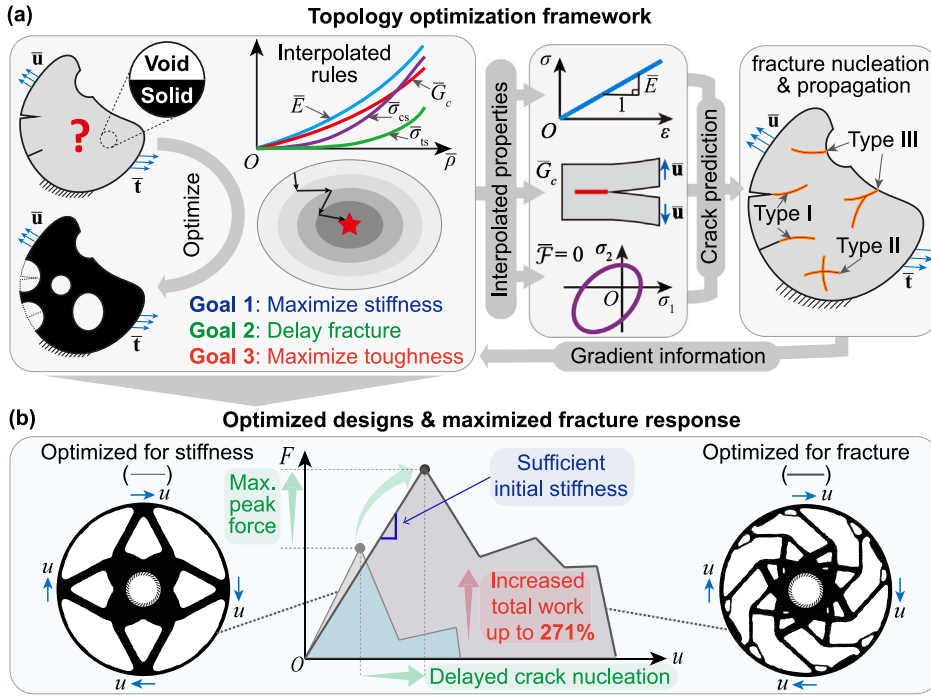 (a)
Topology optimization framework
ū
Void
Solid
?
t̄
Optimize
ū
t̄
Interpolated
rules
Ē
Ḡc
σ̄cs
σ̄ts
O
ρ̄
Goal 1: Maximize stiffness
Goal 2: Delay fracture
Goal 3: Maximize toughness
Interpolated properties
σ
Ē
1
O
ε
Ḡc
ū
ū
F̄ = 0
σ2
O
σ1
Crack prediction
fracture nucleation
& propagation
ū
Type III
Type I
Type II
t̄
Gradient information
(b)
Optimized designs & maximized fracture response
Optimized for stiffness
( — )
u
u
u
u
F
Max.
peak
force
Sufficient
initial stiffness
Increased
total work
up to 271%
O
u
Delayed crack nucleation
Optimized for fracture
( — )
u
u
u
u